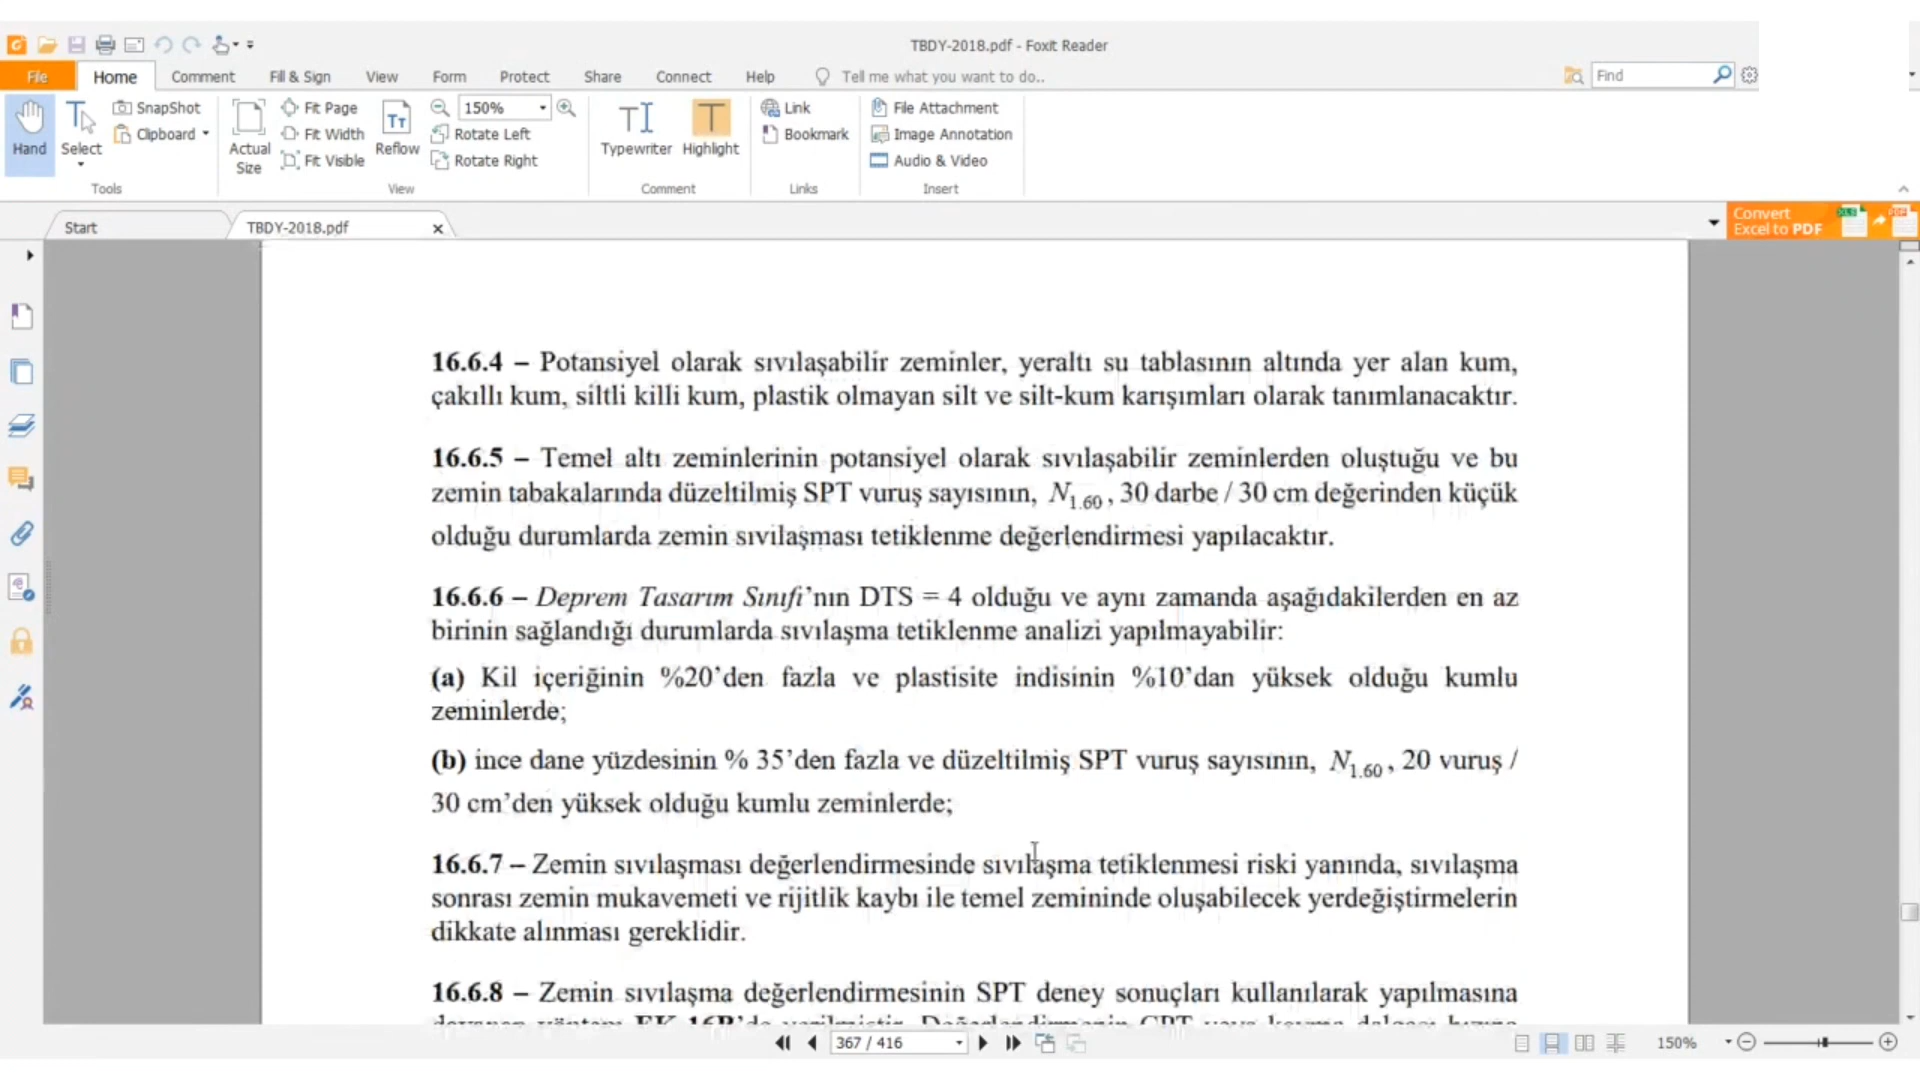 TBDY-2018.pdf - Foxit Reader
File
Home
Comment
Fill & Sign
View
Form
Protect
Share
Connect
Help
Tell me what you want to do..
Find
Hand
Select
SnapShot
Clipboard
Tools
Actual
Size
Fit Page
Fit Width
Fit Visible
Reflow
150%
Rotate Left
Rotate Right
View
Typewriter
Highlight
Comment
Link
Bookmark
Links
File Attachment
Image Annotation
Audio & Video
Insert
Start
TBDY-2018.pdf
Convert
Excel to PDF
16.6.4 – Potansiyel olarak sıvılaşabilir zeminler, yeraltı su tablasının altında yer alan kum,
çakıllı kum, siltli killi kum, plastik olmayan silt ve silt-kum karışımları olarak tanımlanacaktır.
16.6.5 – Temel altı zeminlerinin potansiyel olarak sıvılaşabilir zeminlerden oluştuğu ve bu
zemin tabakalarında düzeltilmiş SPT vuruş sayısının, N1.60 , 30 darbe / 30 cm değerinden küçük
olduğu durumlarda zemin sıvılaşması tetiklenme değerlendirmesi yapılacaktır.
16.6.6 – Deprem Tasarım Sınıfı’nın DTS = 4 olduğu ve aynı zamanda aşağıdakilerden en az
birinin sağlandığı durumlarda sıvılaşma tetiklenme analizi yapılmayabilir:
(a) Kil içeriğinin %20’den fazla ve plastisite indisinin %10’dan yüksek olduğu kumlu
zeminlerde;
(b) ince dane yüzdesinin % 35’den fazla ve düzeltilmiş SPT vuruş sayısının, N1.60 , 20 vuruş /
30 cm’den yüksek olduğu kumlu zeminlerde;
16.6.7 – Zemin sıvılaşması değerlendirmesinde sıvılaşma tetiklenmesi riski yanında, sıvılaşma
sonrası zemin mukavemeti ve rijitlik kaybı ile temel zemininde oluşabilecek yerdeğiştirmelerin
dikkate alınması gereklidir.
16.6.8 – Zemin sıvılaşma değerlendirmesinin SPT deney sonuçları kullanılarak yapılmasına
367 / 416
150%